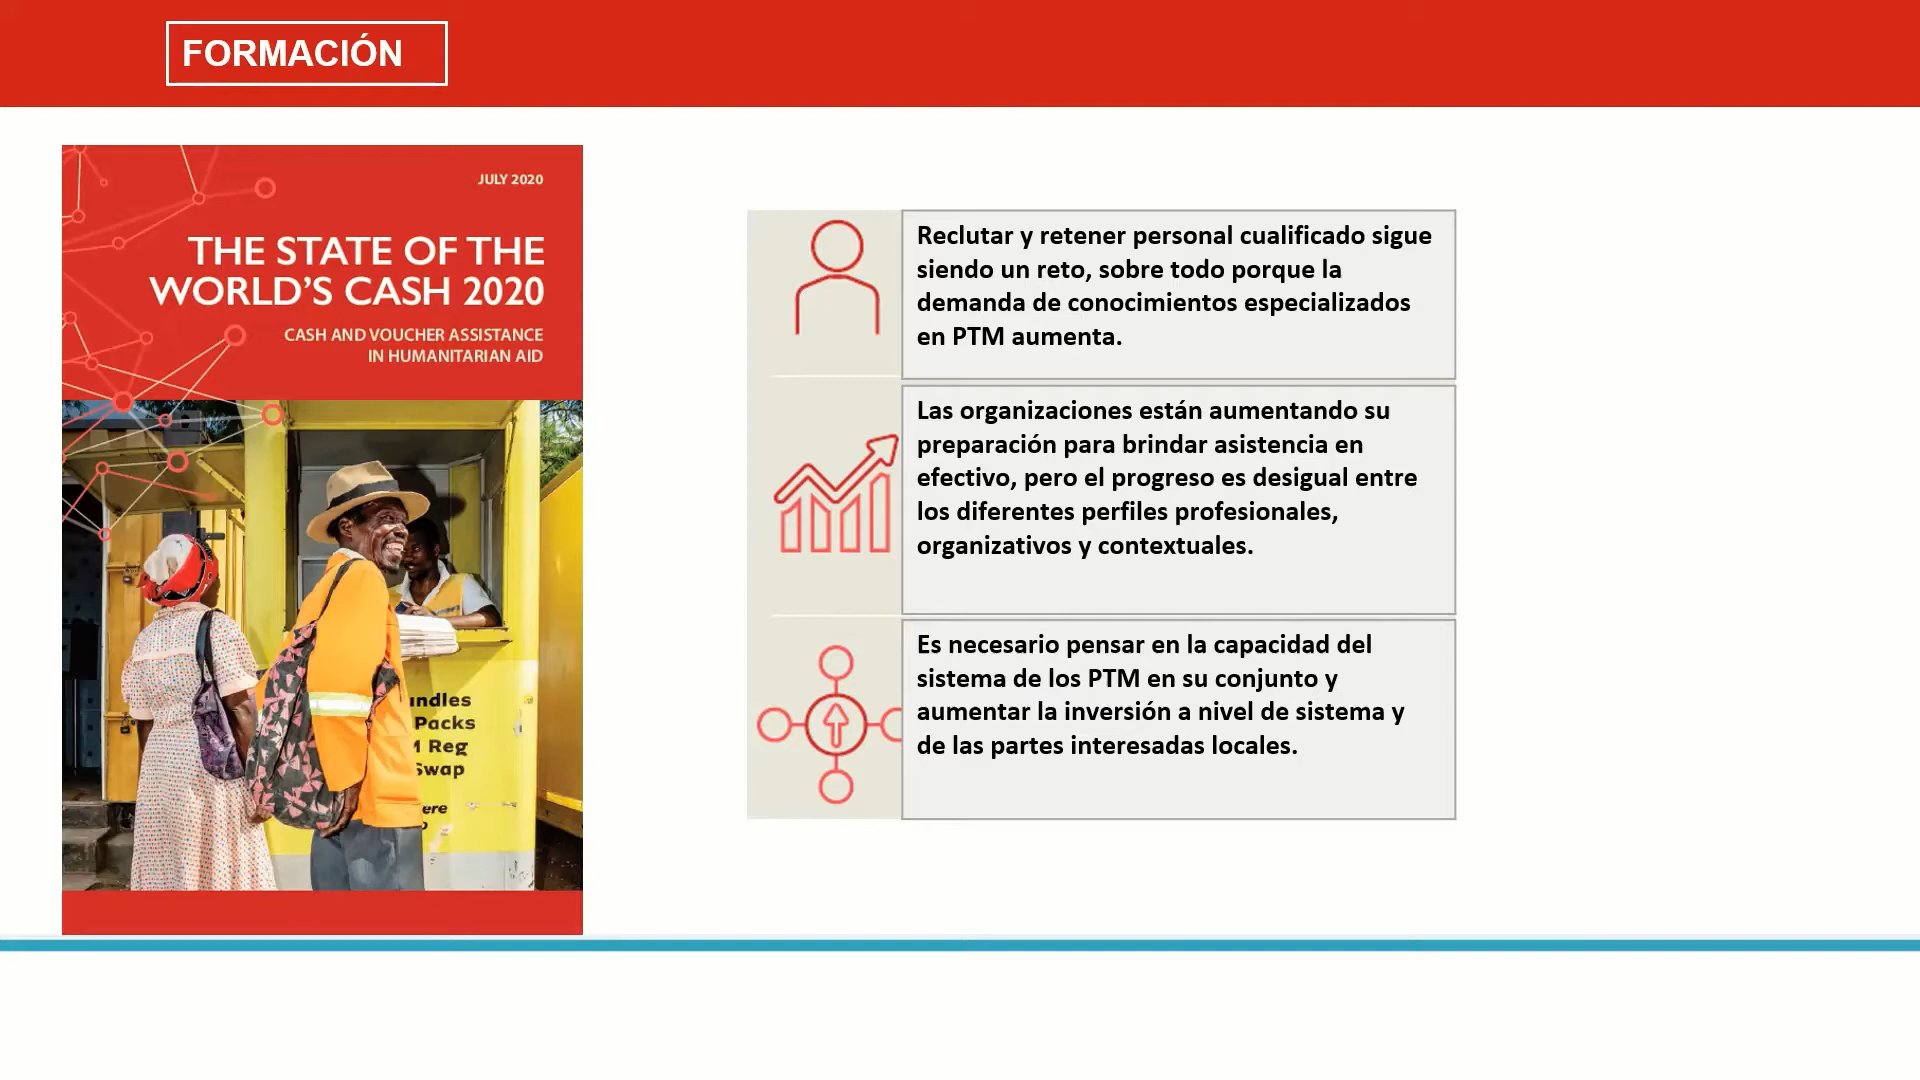 FORMACIÓN
JULY 2020
THE STATE OF THE
WORLD'S CASH 2020
CASH AND VOUCHER ASSISTANCE
IN HUMANITARIAN AID
Packs
Reg
Swap
Reclutar y retener personal cualificado sigue
siendo un reto, sobre todo porque la
demanda de conocimientos especializados
en PTM aumenta.
Las organizaciones están aumentando su
preparación para brindar asistencia en
efectivo, pero el progreso es desigual entre
los diferentes perfiles profesionales,
organizativos y contextuales.
Es necesario pensar en la capacidad del
sistema de los PTM en su conjunto y
aumentar la inversión a nivel de sistema y
de las partes interesadas locales.